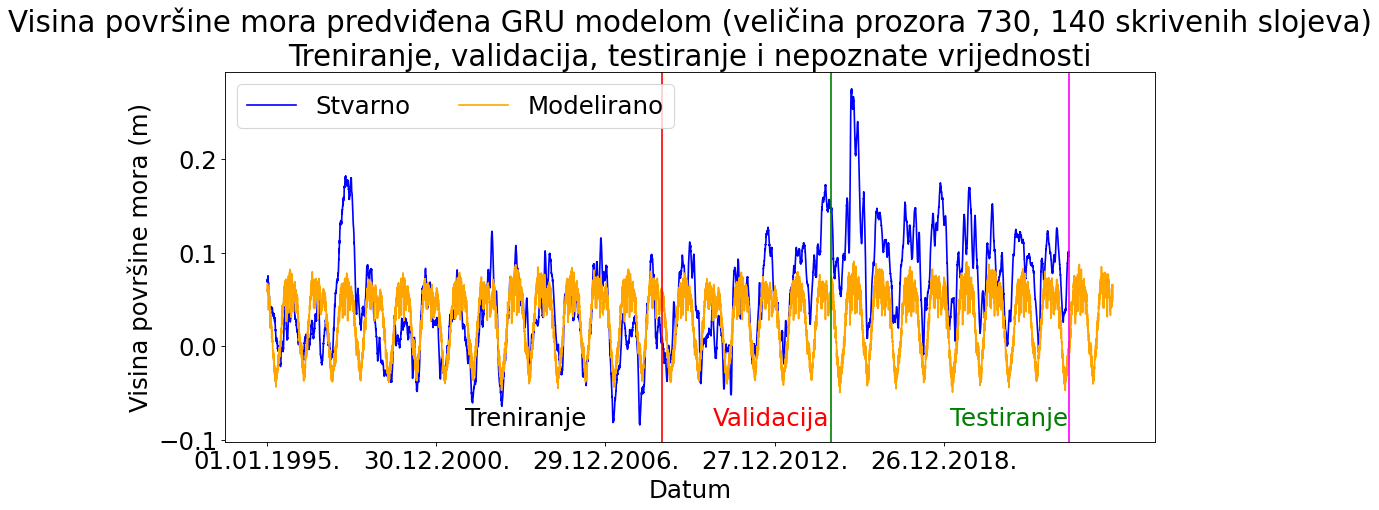 Visina površine mora predviđena GRU modelom (veličina prozora 730, 140 skrivenih slojeva)
Treniranje, validacija, testiranje i nepoznate vrijednosti
Stvarno Modelirano
Visina površine mora (m)
0.2
0.1
0.0
−0.1
Treniranje Validacija Testiranje
01.01.1995. 30.12.2000. 29.12.2006. 27.12.2012. 26.12.2018.
Datum